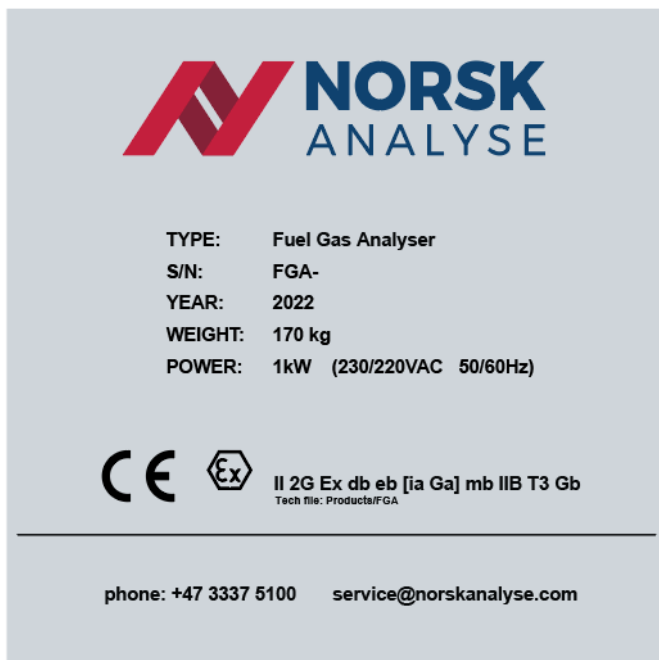 NORSK
ANALYSE
TYPE: Fuel Gas Analyser
S/N: FGA-
YEAR: 2022
WEIGHT: 170 kg
POWER: 1kW (230/220VAC 50/60Hz)
CE Ex II 2G Ex db eb [ia Ga] mb IIB T3 Gb
Tech file: Products/FGA
phone: +47 3337 5100 service@norskanalyse.com